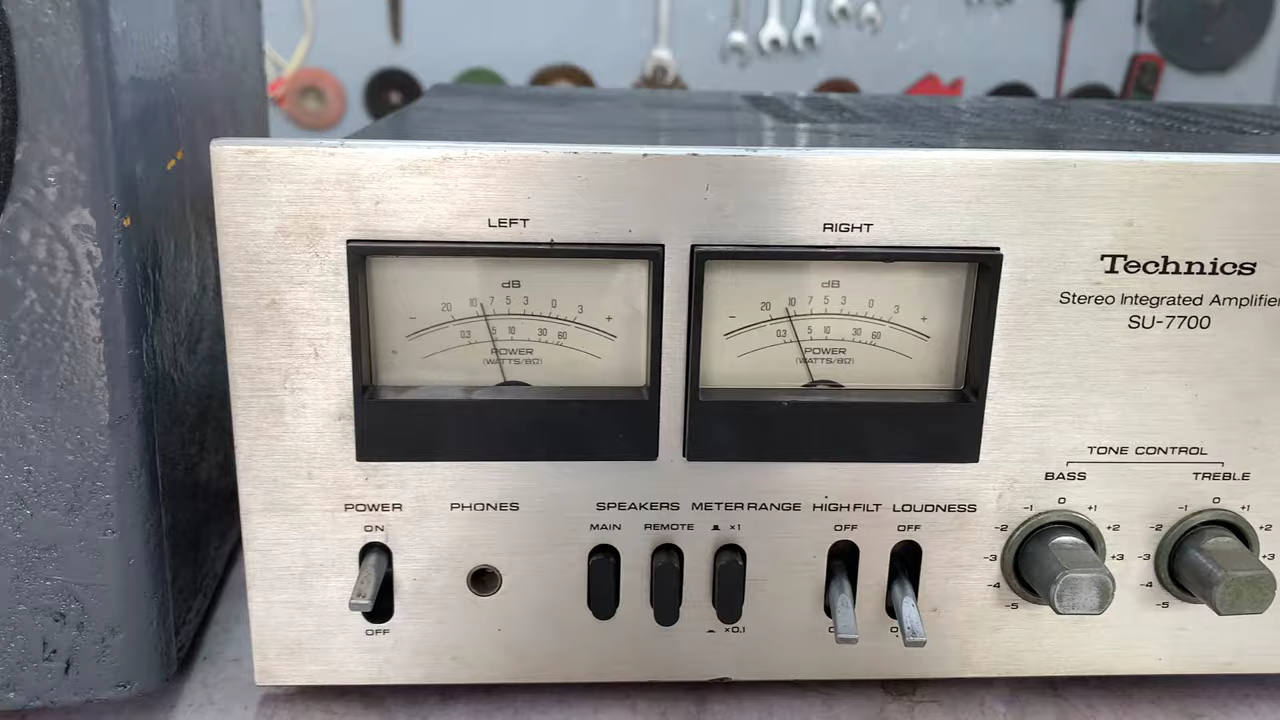 LEFT
RIGHT
dB
20 10 7 5 3 0 3
- +
0.3 5 10 30 60
POWER
(WATTS/8Ω)
dB
20 10 7 5 3 0 3
- +
0.3 5 10 30 60
POWER
(WATTS/8Ω)
Technics
Stereo Integrated Amplifier
SU-7700
TONE CONTROL
BASS TREBLE
POWER PHONES SPEAKERS METER RANGE HIGH FILT LOUDNESS
ON MAIN REMOTE ×1 OFF OFF
OFF ×0.1
0
-1 +1
-2 +2
-3 +3
-4
-5
0
-1 +1
-2 +2
-3 +3
-4
-5